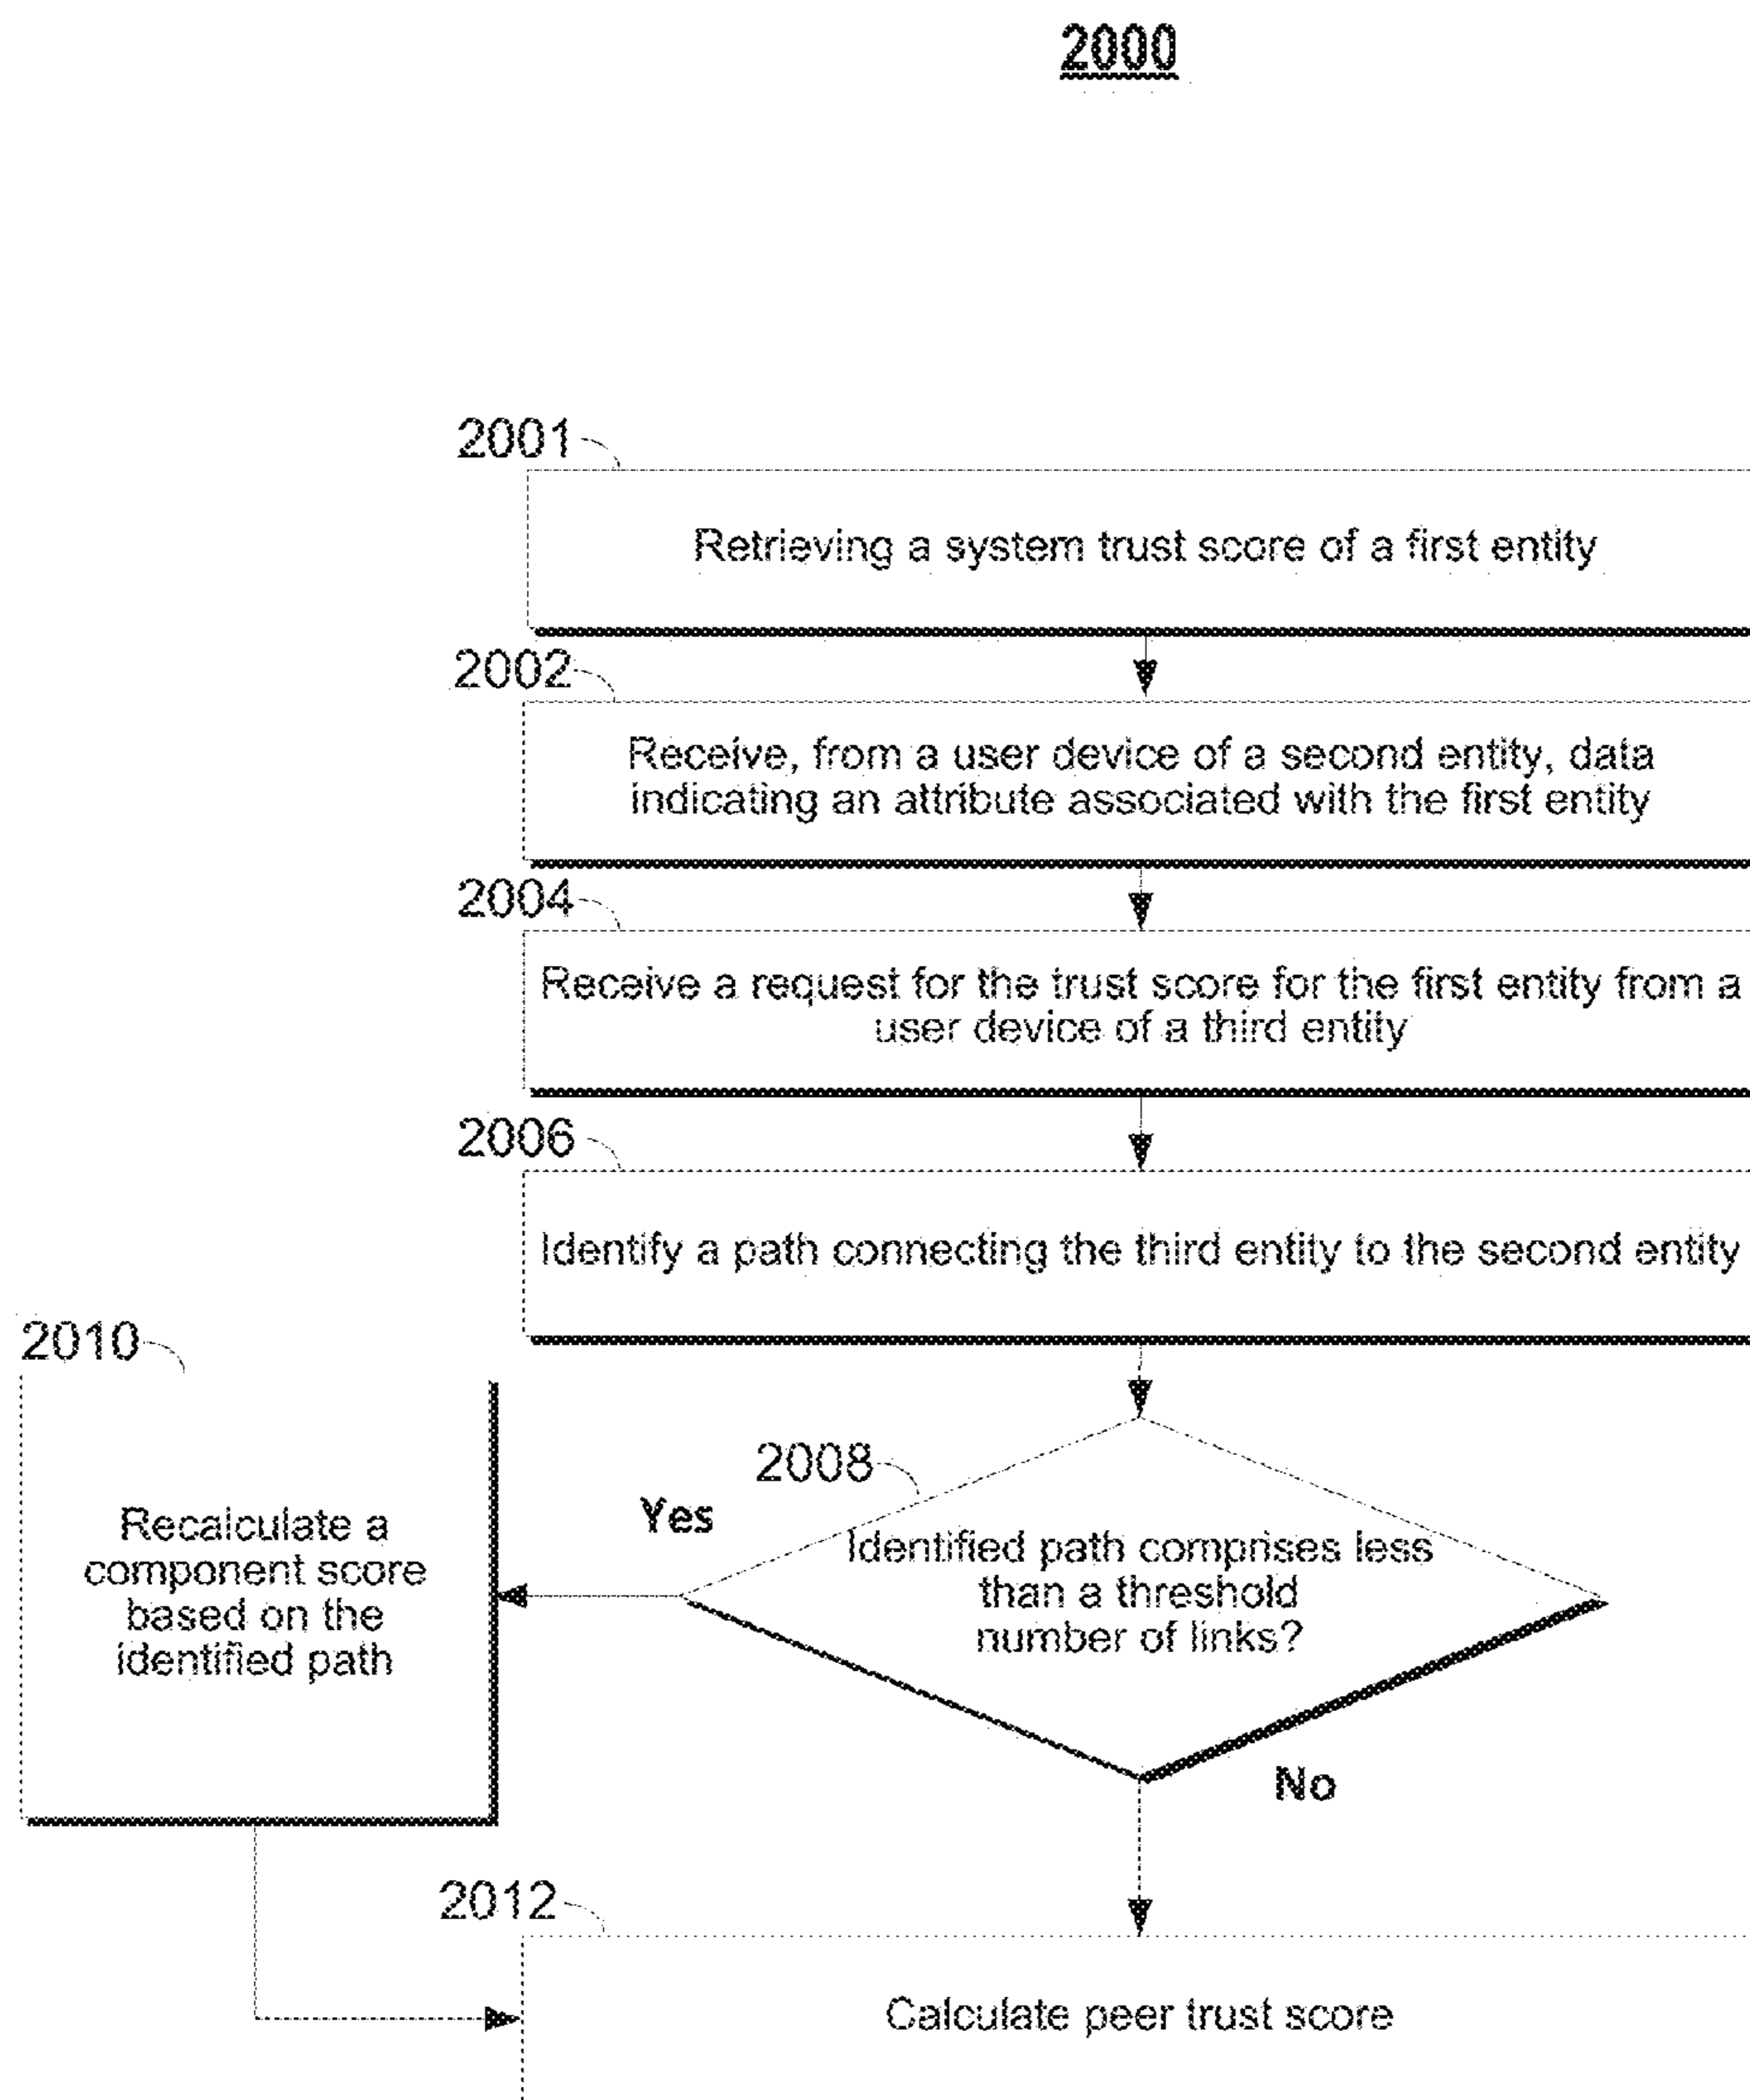 2000
2001
Retrieving a system trust score of a first entity
2002
Receive, from a user device of a second entity, data
indicating an attribute associated with the first entity
2004
Receive a request for the trust score for the first entity from a
user device of a third entity
2006
Identify a path connecting the third entity to the second entity
2010
2008
Yes
Identified path comprises less
than a threshold
number of links?
Recalculate a
component score
based on the
identified path
No
2012
Calculate peer trust score